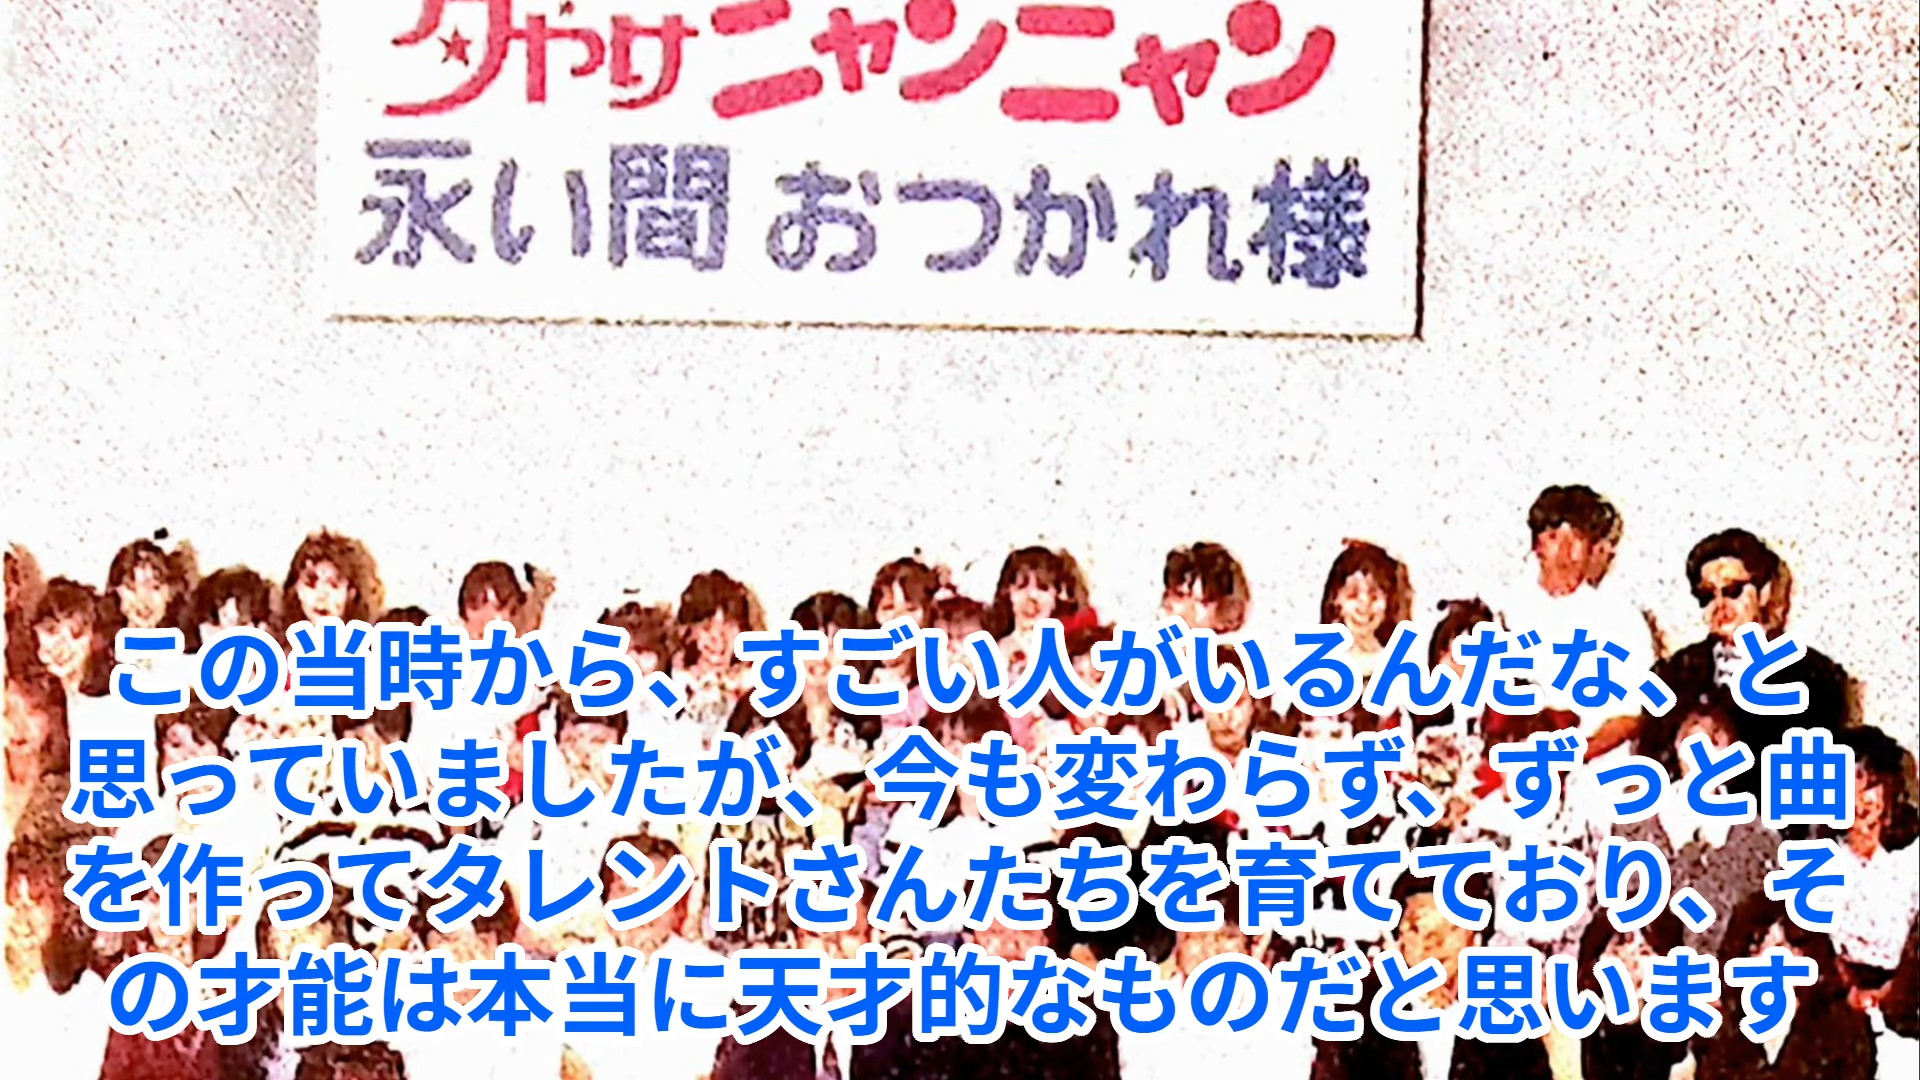 夕やけニャンニャン
永い間 おつかれ様
この当時から、すごい人がいるんだな、と
思っていましたが、今も変わらず、ずっと曲
を作ってタレントさんたちを育てており、そ
の才能は本当に天才的なものだと思います